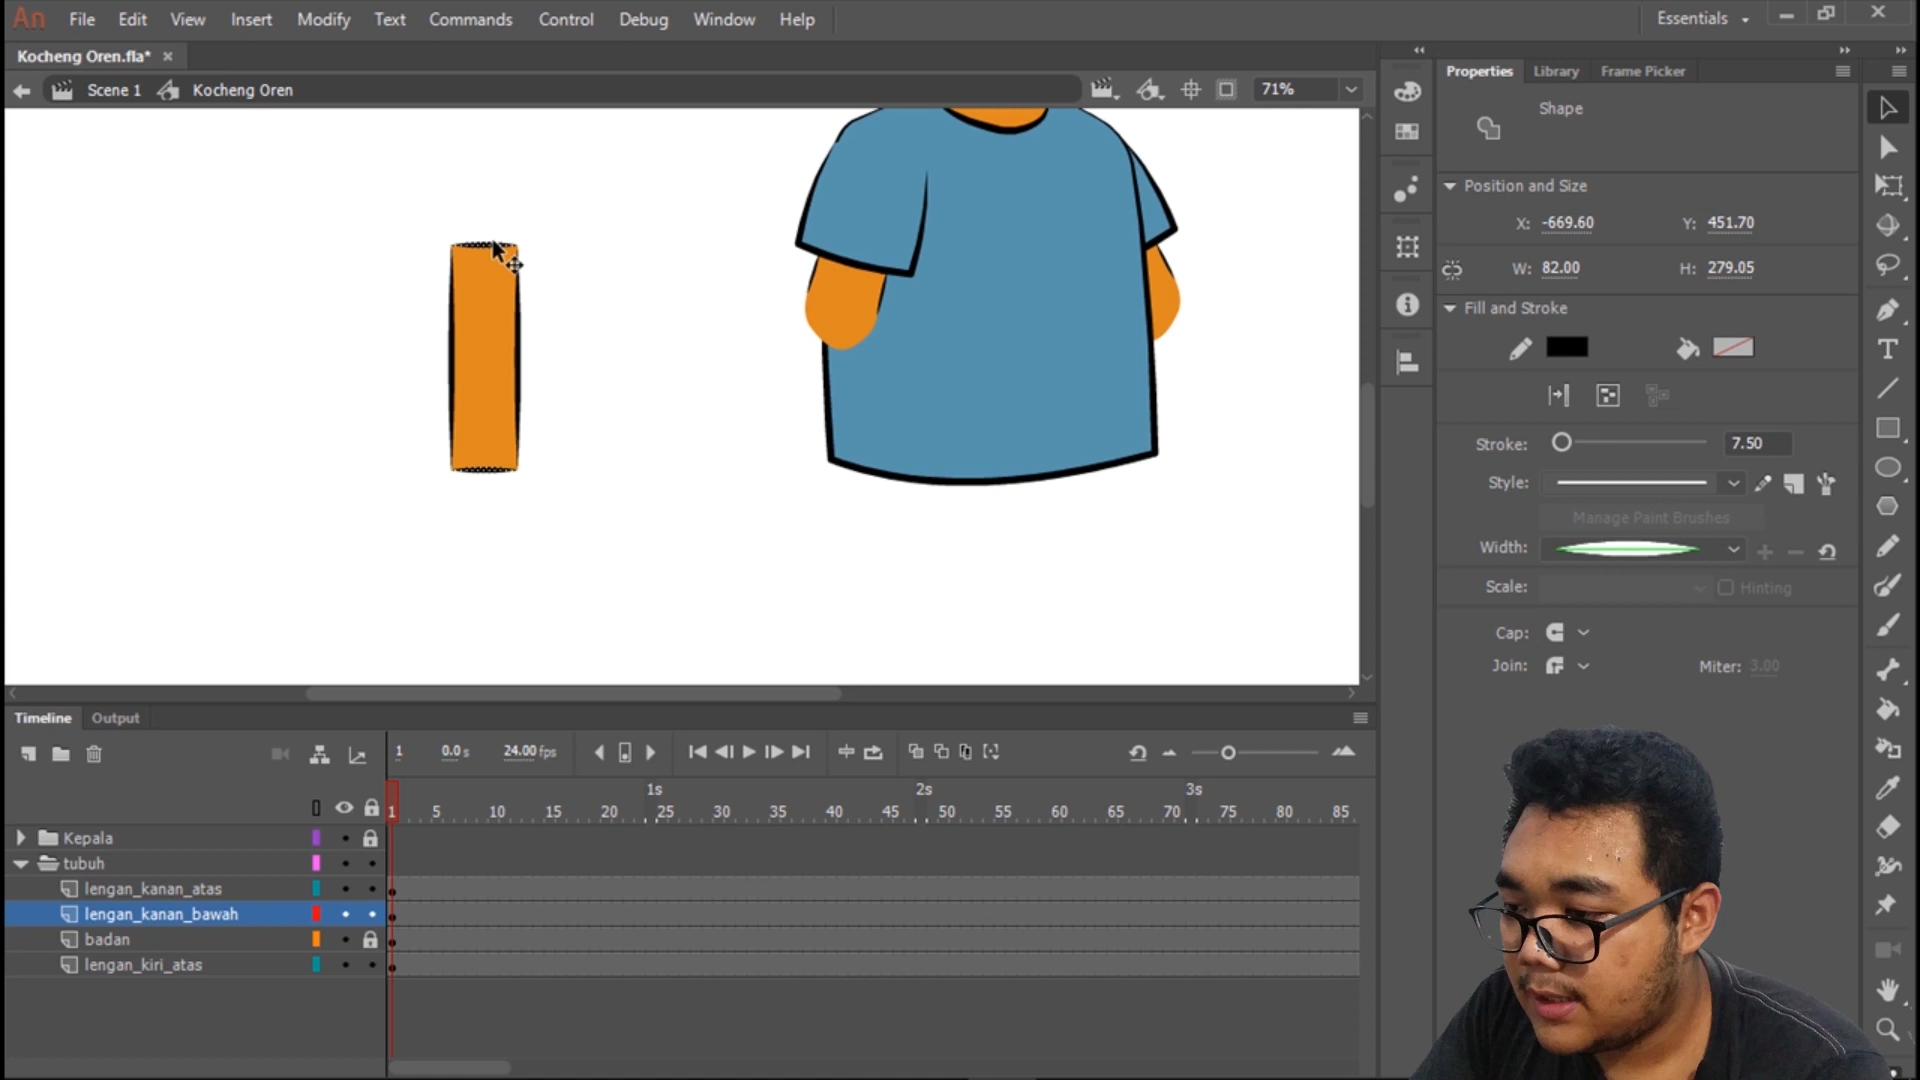 An File Edit View Insert Modify Text Commands Control Debug Window Help Essentials
Kocheng Oren.fla*
Scene 1 Kocheng Oren 71%
Properties Library Frame Picker
Shape
Position and Size
X: -669.60 Y: 451.70
W: 82.00 H: 279.05
Fill and Stroke
Stroke: 7.50
Style:
Manage Paint Brushes
Width:
Scale: Hinting
Cap:
Join: Miter: 3.00
Timeline Output
1 0.0 s 24.00 fps
1s 2s 3s
1 5 10 15 20 25 30 35 40 45 50 55 60 65 70 75 80 85
Kepala
tubuh
lengan_kanan_atas
lengan_kanan_bawah
badan
lengan_kiri_atas